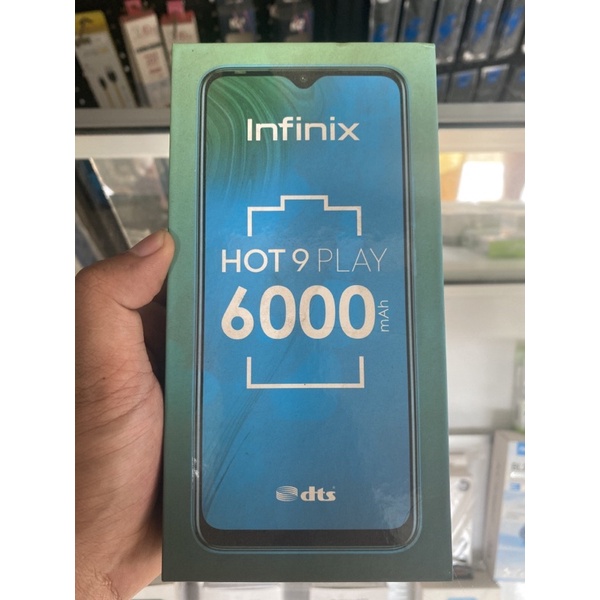 Infinix
HOT 9 PLAY
6000 mAh
dts